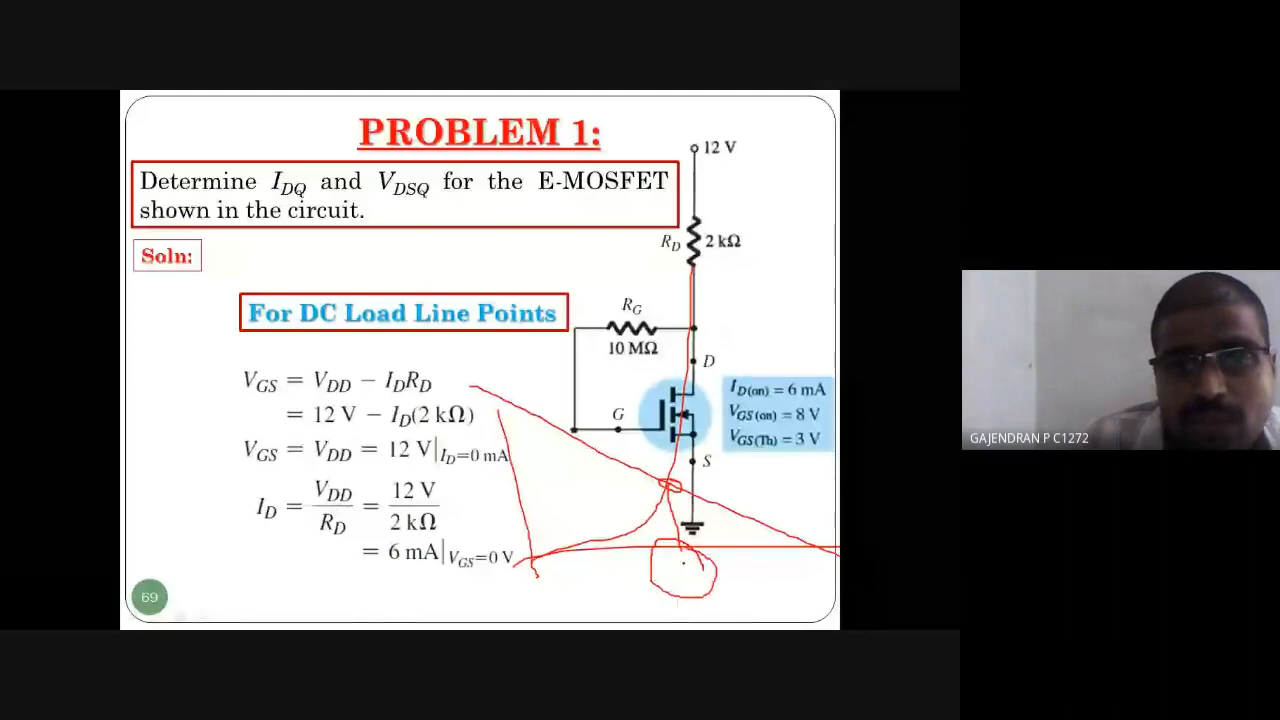 PROBLEM 1:
Determine I_DQ and V_DSQ for the E-MOSFET
shown in the circuit.
Soln:
For DC Load Line Points
V_GS = V_DD − I_D R_D
= 12 V − I_D(2 kΩ)
V_GS = V_DD = 12 V|I_D=0 mA
I_D = V_DD/R_D = 12 V/2 kΩ
= 6 mA|V_GS=0 V
12 V
R_D 2 kΩ
R_G
10 MΩ
D
G
S
I_D(on) = 6 mA
V_GS(on) = 8 V
V_GS(Th) = 3 V
69
GAJENDRAN P C1272